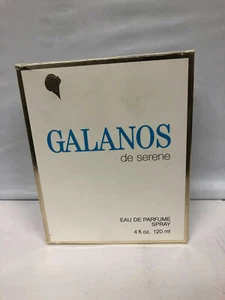 GALANOS
de serene
EAU DE PARFUME
SPRAY
4 fl oz. 120 ml